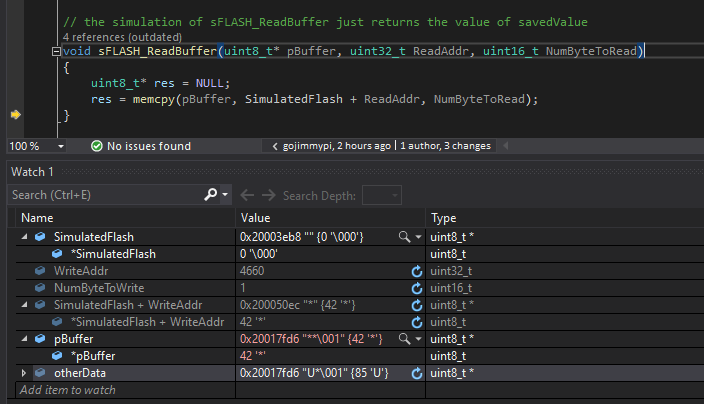 // the simulation of sFLASH_ReadBuffer just returns the value of savedValue
4 references (outdated)
void sFLASH_ReadBuffer(uint8_t* pBuffer, uint32_t ReadAddr, uint16_t NumByteToRead)
{
uint8_t* res = NULL;
res = memcpy(pBuffer, SimulatedFlash + ReadAddr, NumByteToRead);
}
100 % No issues found gojimmypi, 2 hours ago | 1 author, 3 changes
Watch 1
Search (Ctrl+E) Search Depth:
Name Value Type
SimulatedFlash 0x20003eb8 "" {0 '\000'} uint8_t *
*SimulatedFlash 0 '\000' uint8_t
WriteAddr 4660 uint32_t
NumByteToWrite 1 uint16_t
SimulatedFlash + WriteAddr 0x200050ec "*" {42 '*'} uint8_t *
*SimulatedFlash + WriteAddr 42 '*' uint8_t
pBuffer 0x20017fd6 "**\001" {42 '*'} uint8_t *
*pBuffer 42 '*' uint8_t
otherData 0x20017fd6 "U*\001" {85 'U'} uint8_t *
Add item to watch